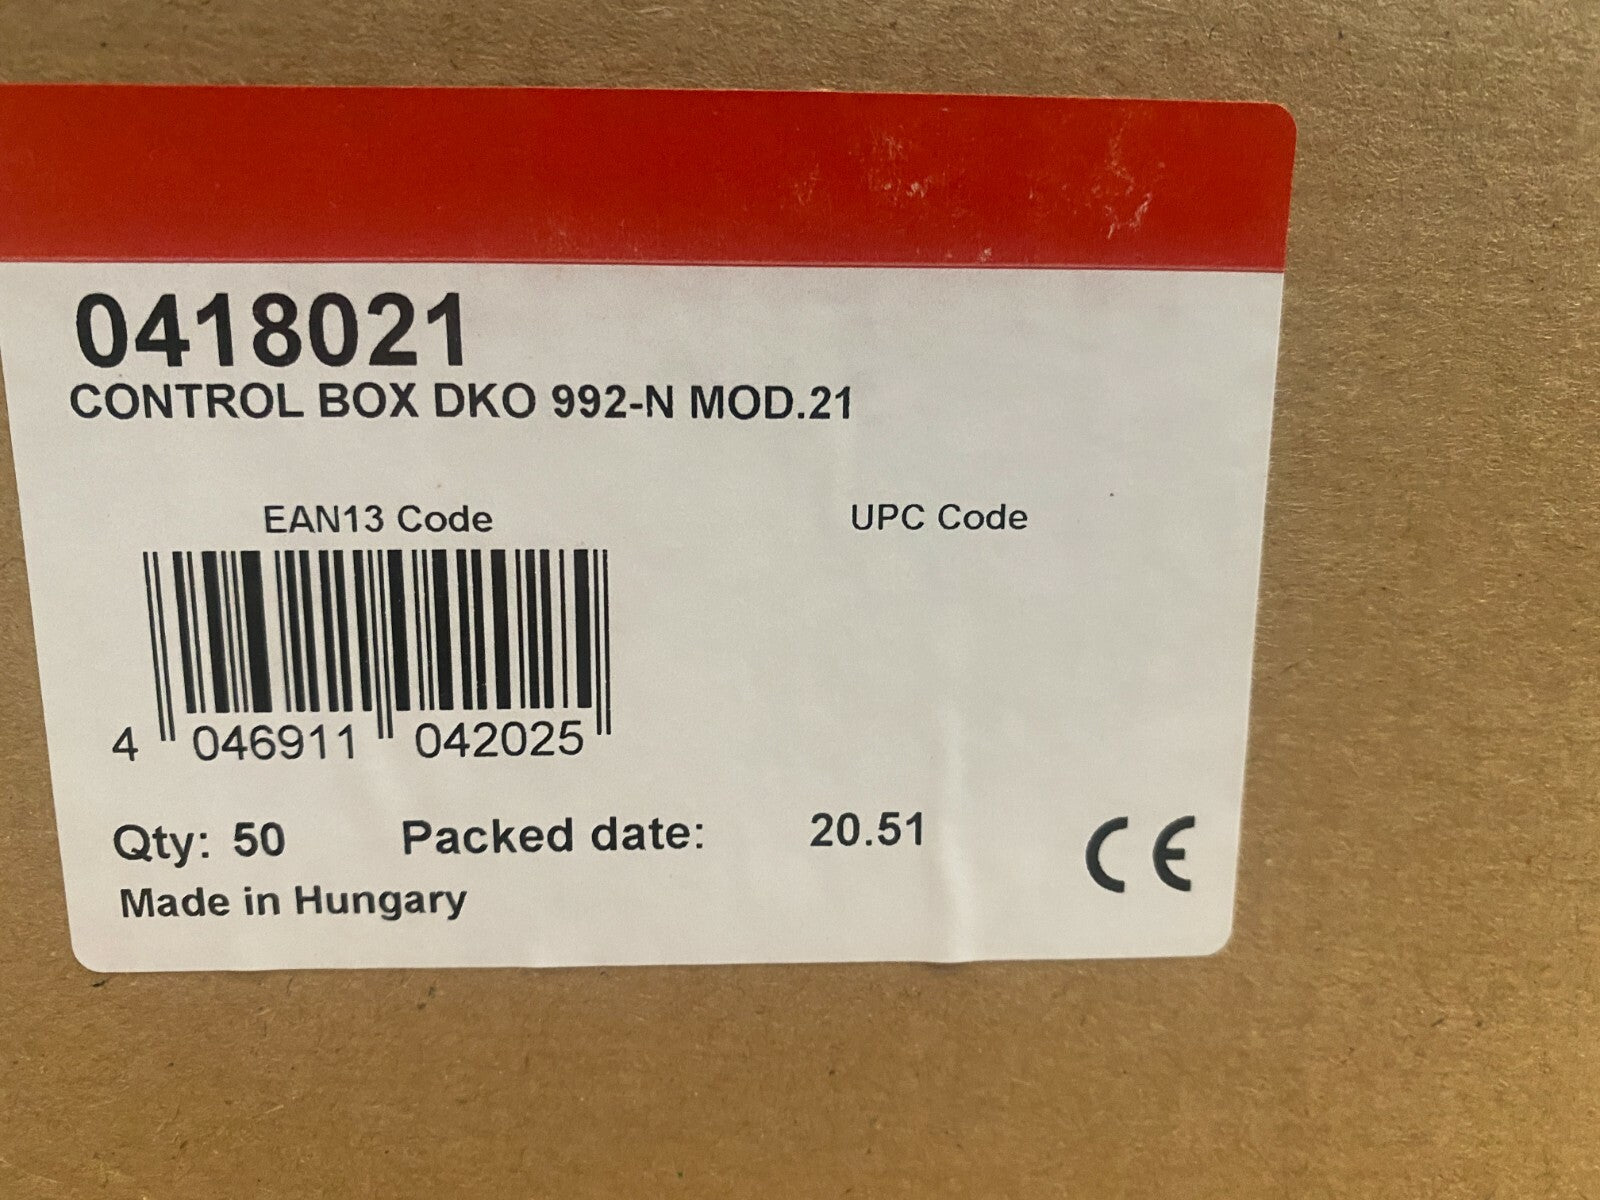 0418021
CONTROL BOX DKO 992-N MOD.21
EAN13 Code UPC Code
4 046911 042025
Qty: 50 Packed date: 20.51
Made in Hungary
CE